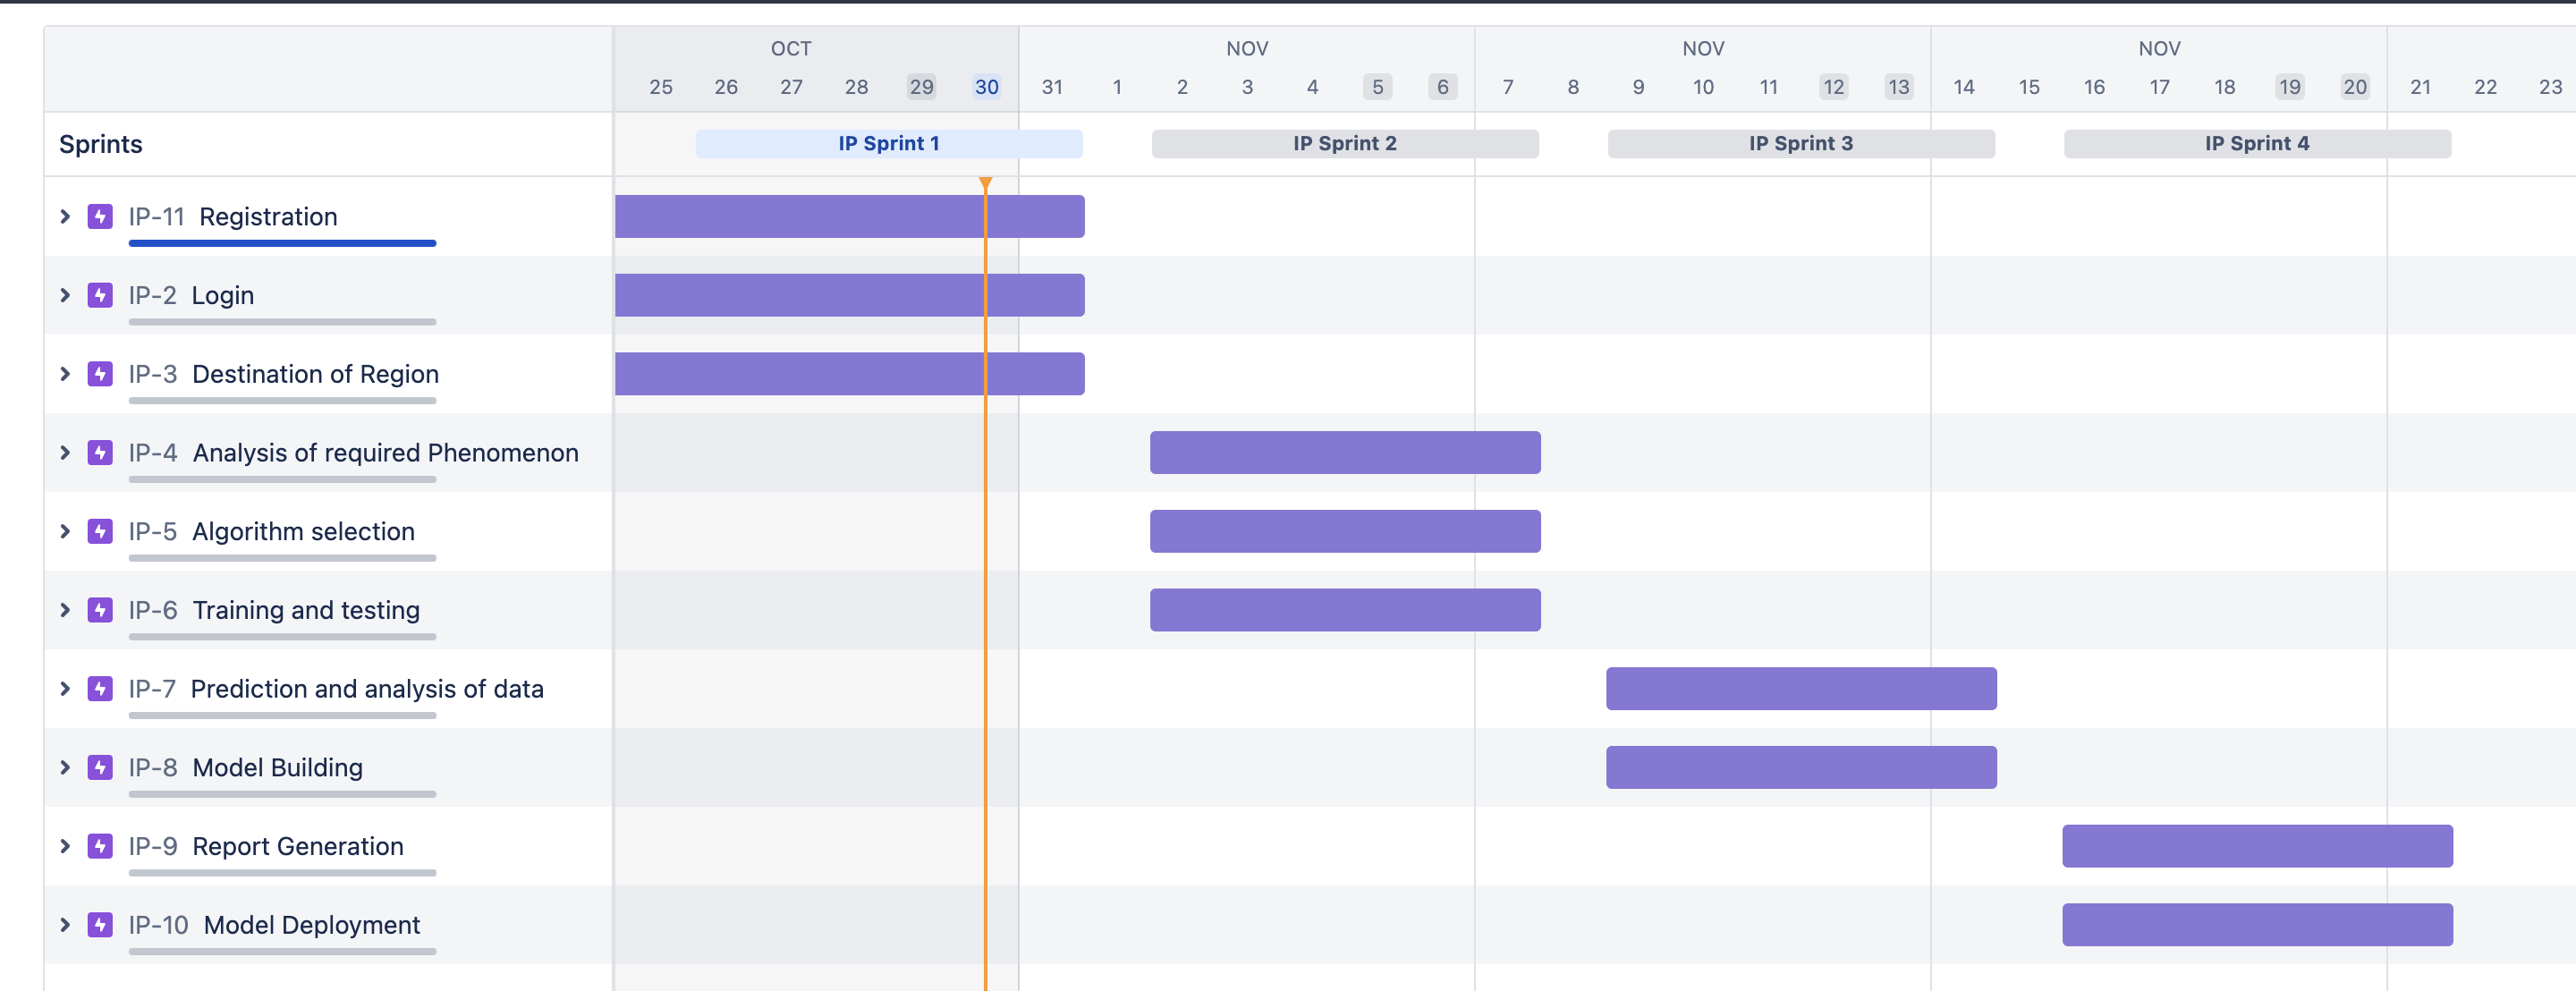 OCT NOV NOV NOV
25 26 27 28 29 30 31 1 2 3 4 5 6 7 8 9 10 11 12 13 14 15 16 17 18 19 20 21 22 23
Sprints IP Sprint 1 IP Sprint 2 IP Sprint 3 IP Sprint 4
IP-11 Registration
IP-2 Login
IP-3 Destination of Region
IP-4 Analysis of required Phenomenon
IP-5 Algorithm selection
IP-6 Training and testing
IP-7 Prediction and analysis of data
IP-8 Model Building
IP-9 Report Generation
IP-10 Model Deployment